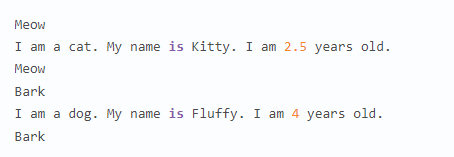 Meow
I am a cat. My name is Kitty. I am 2.5 years old.
Meow
Bark
I am a dog. My name is Fluffy. I am 4 years old.
Bark